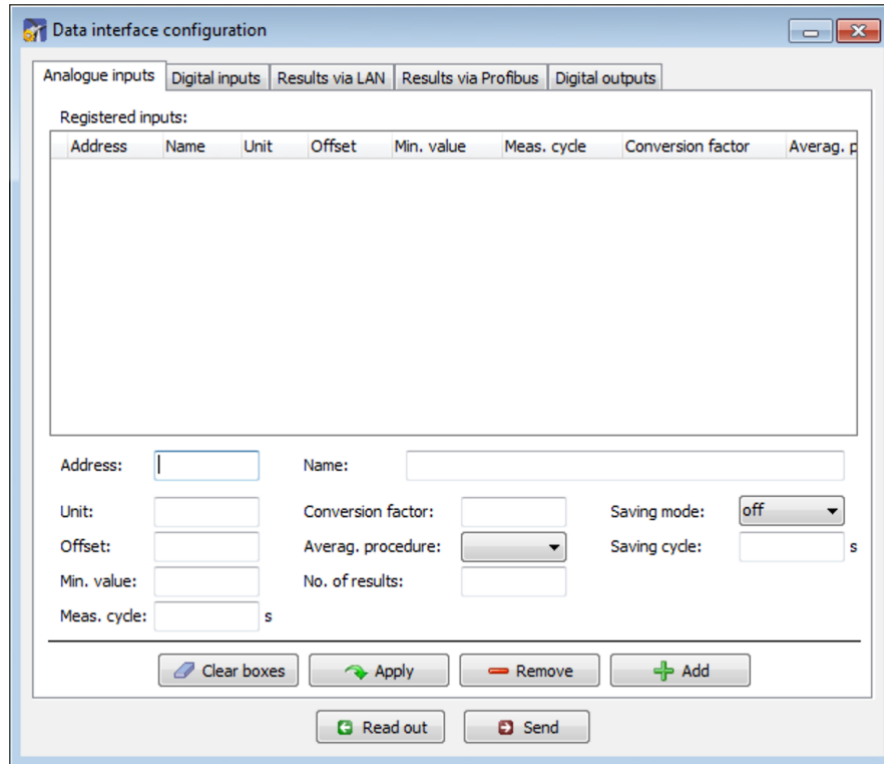 Data interface configuration
Analogue inputs Digital inputs Results via LAN Results via Profibus Digital outputs
Registered inputs:
Address Name Unit Offset Min. value Meas. cycle Conversion factor Averag. p
Address: Name:
Unit: Conversion factor: Saving mode: off
Offset: Averag. procedure: Saving cycle: s
Min. value: No. of results:
Meas. cycle: s
Clear boxes Apply Remove Add
Read out Send